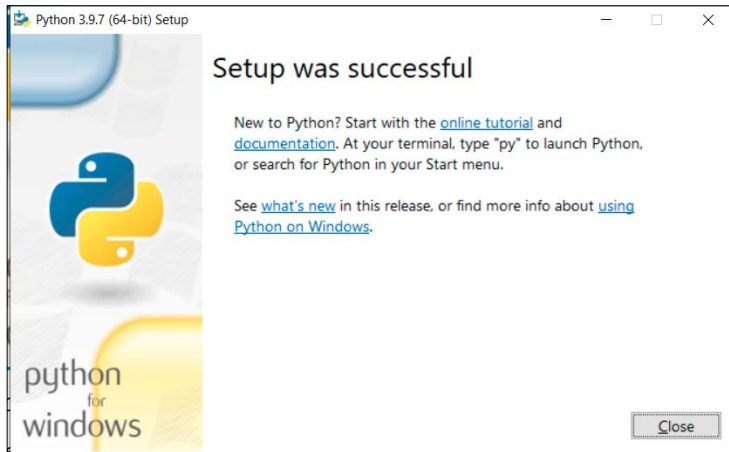 Python 3.9.7 (64-bit) Setup
Setup was successful
New to Python? Start with the online tutorial and
documentation. At your terminal, type "py" to launch Python,
or search for Python in your Start menu.
See what's new in this release, or find more info about using
Python on Windows.
python
for
windows
Close